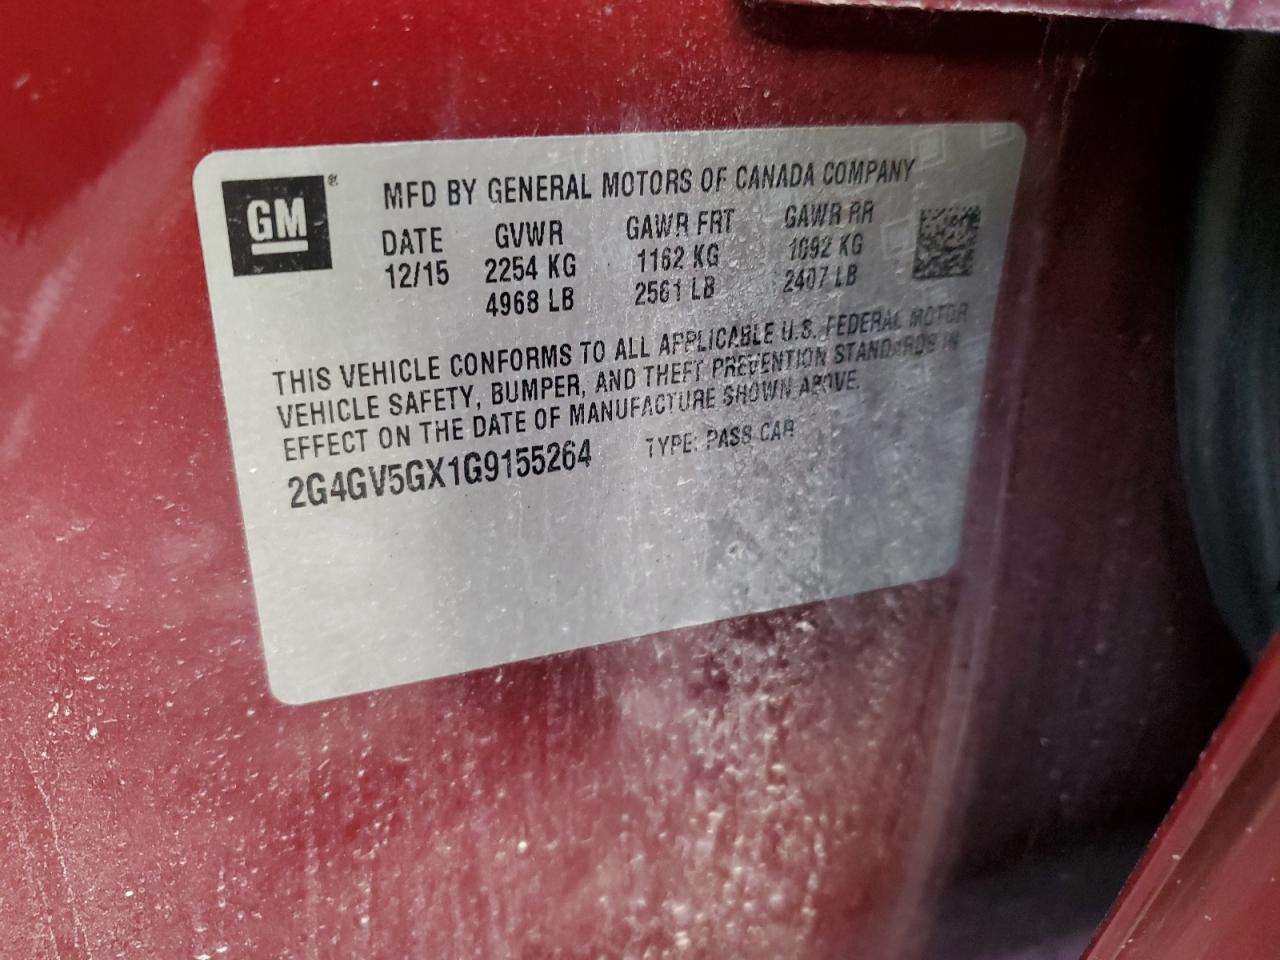 GM®
MFD BY GENERAL MOTORS OF CANADA COMPANY
DATE GVWR GAWR FRT GAWR RR
12/15 2254 KG 1162 KG 1092 KG
4968 LB 2561 LB 2407 LB
THIS VEHICLE CONFORMS TO ALL APPLICABLE U.S. FEDERAL MOTOR
VEHICLE SAFETY, BUMPER, AND THEFT PREVENTION STANDARDS IN
EFFECT ON THE DATE OF MANUFACTURE SHOWN ABOVE.
2G4GV5GX1G9155264 TYPE: PASS CAR